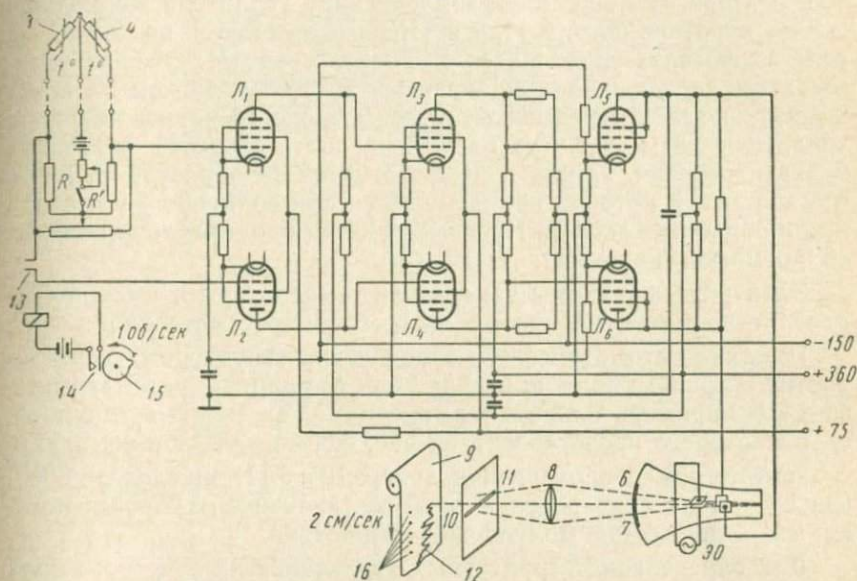 3 4
t° t°
Л₁ Л₃ Л₅
R R'
13
1 об/сек
Л₂ Л₄ Л₆
14 15
-150
+360
+75
9 11 8 6
2 см/сек 10 7
16 12 30